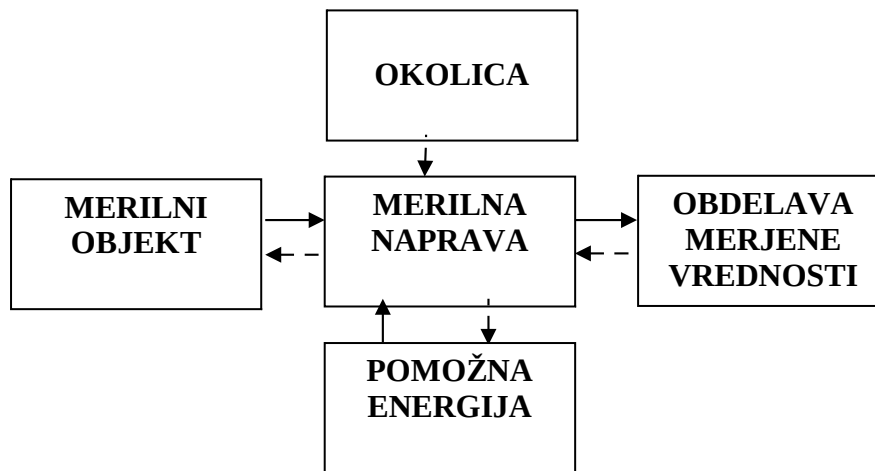 OKOLICA
MERILNI
OBJEKT
MERILNA
NAPRAVA
OBDELAVA
MERJENE
VREDNOSTI
POMOŽNA
ENERGIJA